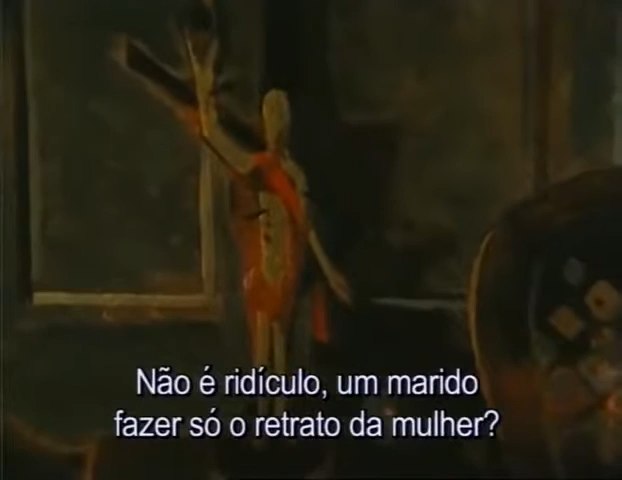 Não é ridículo, um marido
fazer só o retrato da mulher?